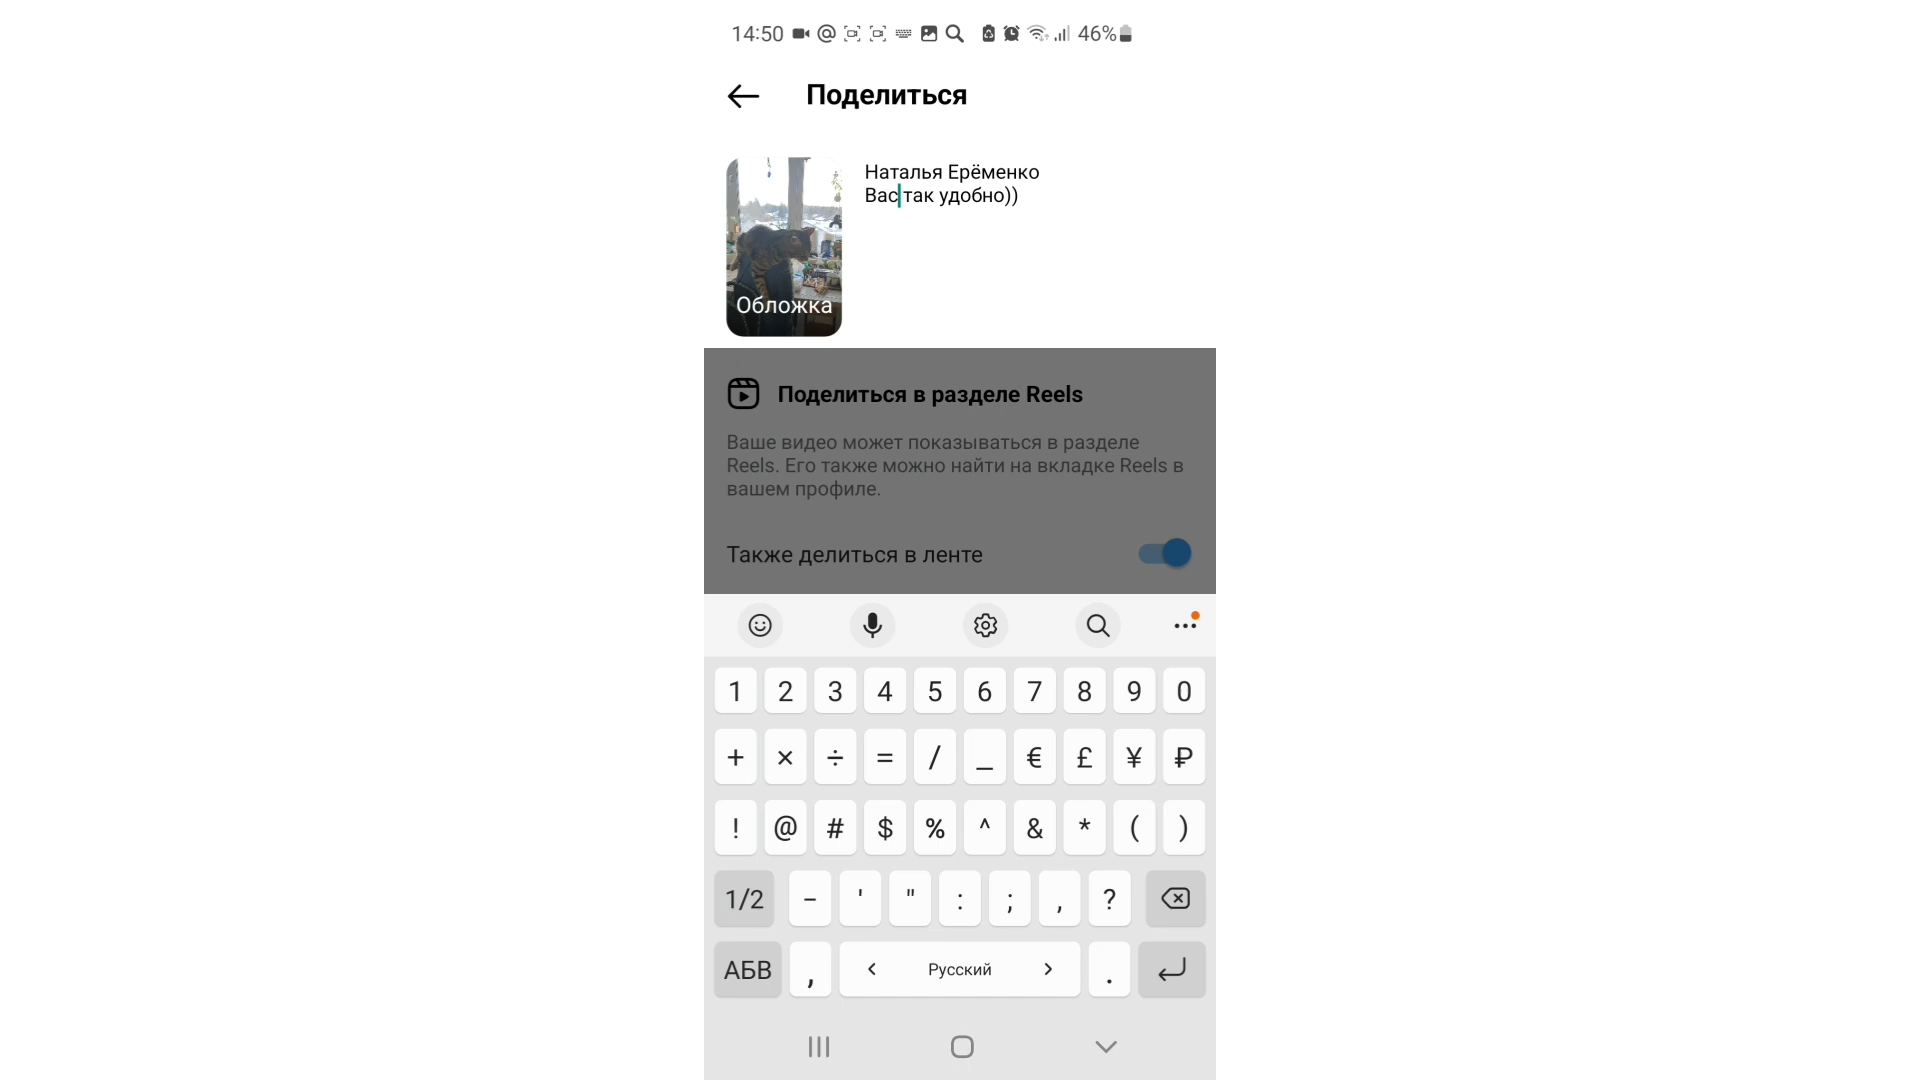 14:50 46%
Поделиться
Наталья Ерёменко
Вас так удобно))
Обложка
Поделиться в разделе Reels
Ваше видео может показываться в разделе
Reels. Его также можно найти на вкладке Reels в
вашем профиле.
Также делиться в ленте
1 2 3 4 5 6 7 8 9 0
+ × ÷ = / _ € £ ¥ ₽
! @ # $ % ^ & * ( )
1/2 - ' " : ; , ?
АБВ , < Русский > .